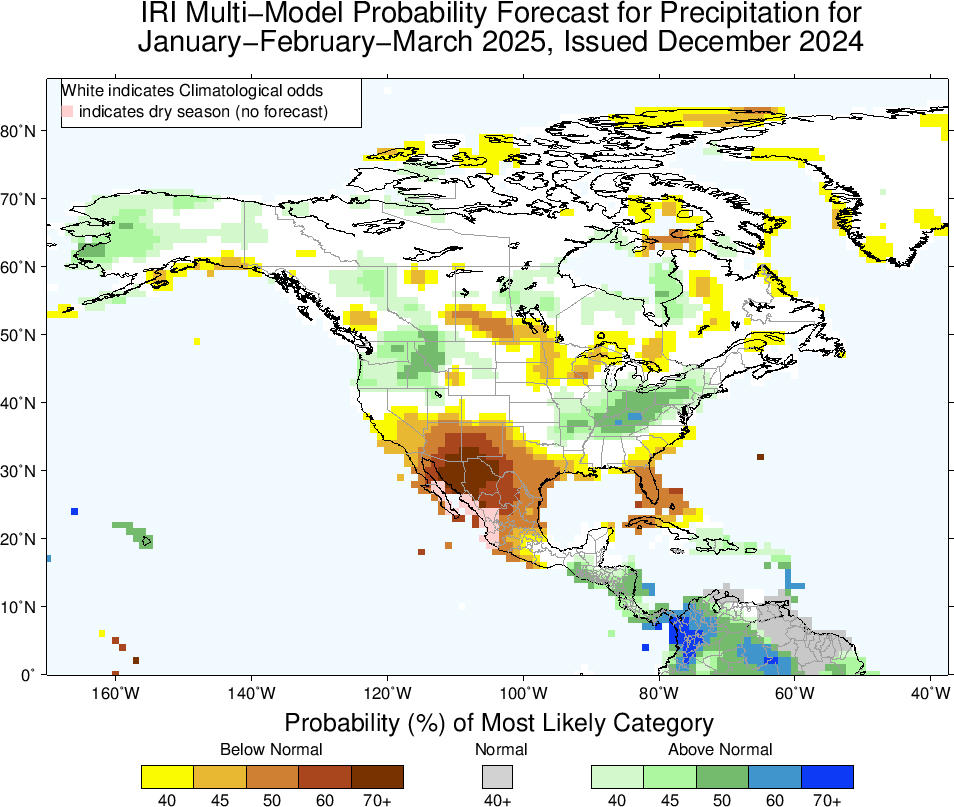 IRI Multi−Model Probability Forecast for Precipitation for
January−February−March 2025, Issued December 2024
White indicates Climatological odds
indicates dry season (no forecast)
80˚N
70˚N
60˚N
50˚N
40˚N
30˚N
20˚N
10˚N
0˚
160˚W 140˚W 120˚W 100˚W 80˚W 60˚W 40˚W
Probability (%) of Most Likely Category
Below Normal Normal Above Normal
40 45 50 60 70+ 40+ 40 45 50 60 70+